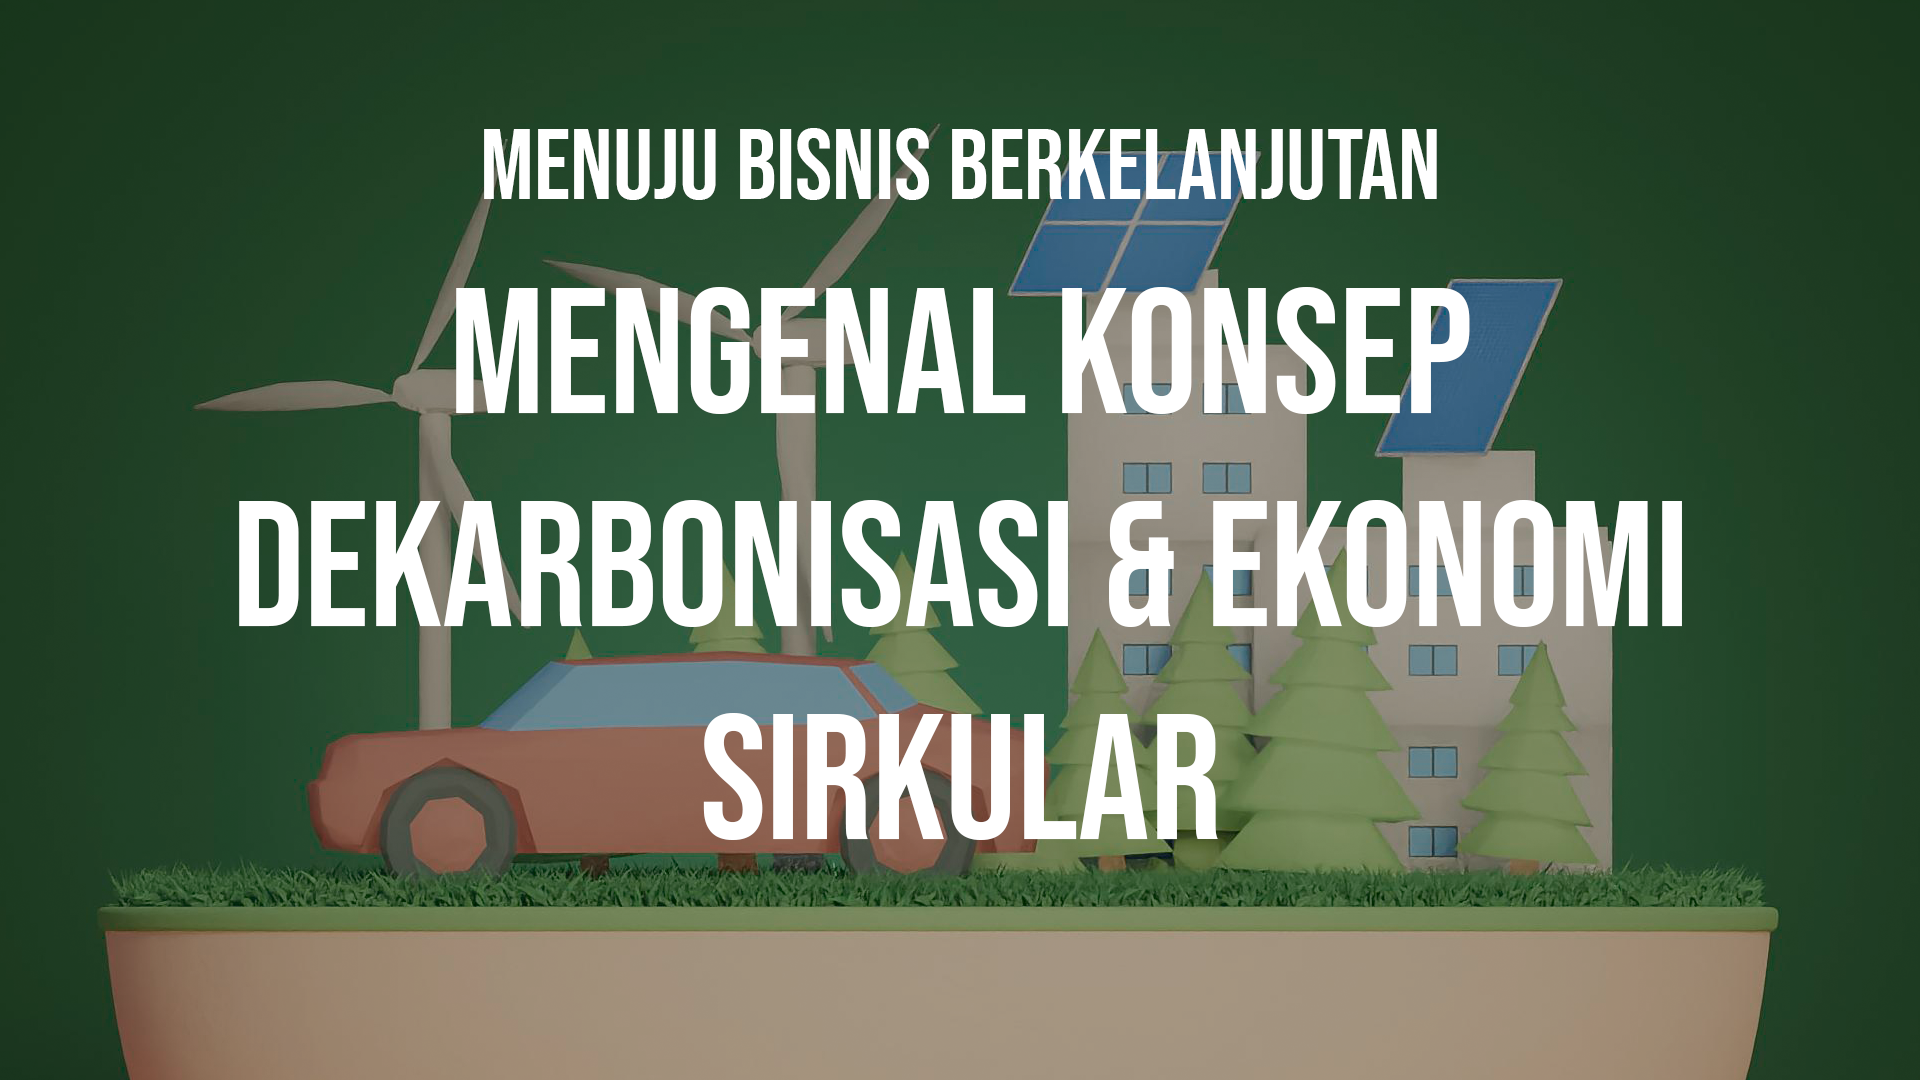 MENUJU BISNIS BERKELANJUTAN
MENGENAL KONSEP
DEKARBONISASI & EKONOMI
SIRKULAR